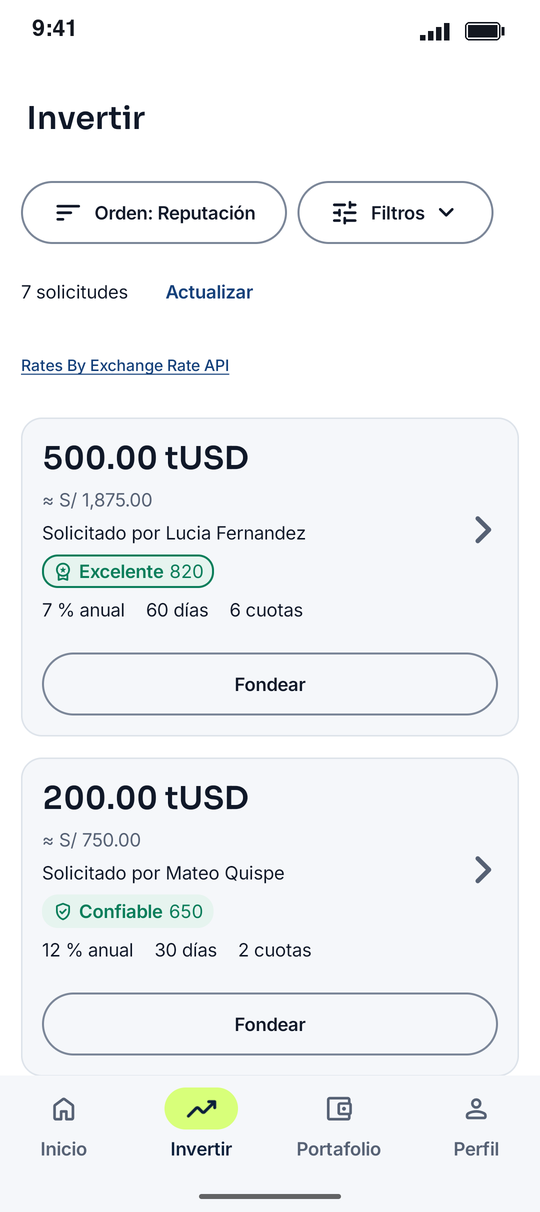 9:41
Invertir
Orden: Reputación
Filtros
7 solicitudes Actualizar
Rates By Exchange Rate API
500.00 tUSD
≈ S/ 1,875.00
Solicitado por Lucia Fernandez
Excelente 820
7 % anual 60 días 6 cuotas
Fondear
200.00 tUSD
≈ S/ 750.00
Solicitado por Mateo Quispe
Confiable 650
12 % anual 30 días 2 cuotas
Fondear
Inicio Invertir Portafolio Perfil